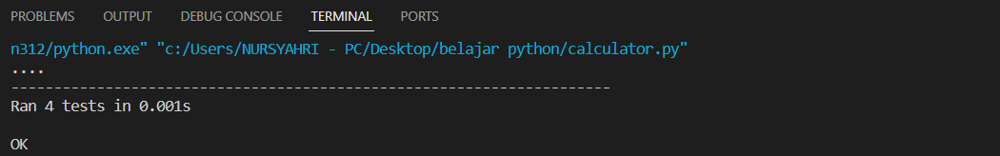 PROBLEMS OUTPUT DEBUG CONSOLE TERMINAL PORTS
n312/python.exe" "c:/Users/NURSYAHRI - PC/Desktop/belajar python/calculator.py"
....
----------------------------------------------------------------------
Ran 4 tests in 0.001s
OK